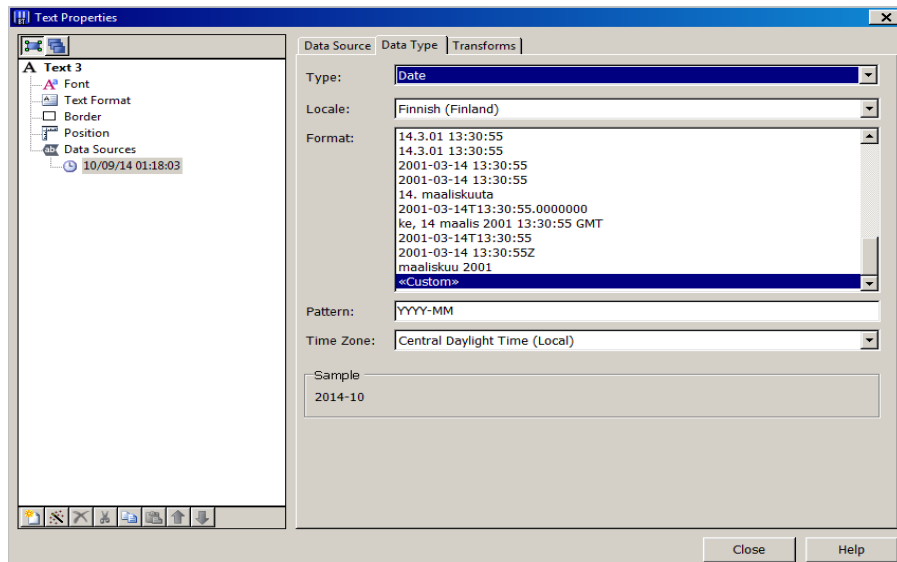 Text Properties
Text 3
Font
Text Format
Border
Position
Data Sources
10/09/14 01:18:03
Data Source Data Type Transforms
Type: Date
Locale: Finnish (Finland)
Format:
14.3.01 13:30:55
14.3.01 13:30:55
2001-03-14 13:30:55
2001-03-14 13:30:55
14. maaliskuuta
2001-03-14T13:30:55.0000000
ke, 14 maalis 2001 13:30:55 GMT
2001-03-14T13:30:55
2001-03-14 13:30:55Z
maaliskuu 2001
«Custom»
Pattern: YYYY-MM
Time Zone: Central Daylight Time (Local)
Sample
2014-10
Close Help